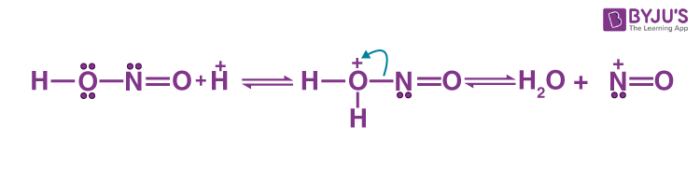 BYJU'S
The Learning App
H—O—N=O + H⁺ ⇌ H—O⁺—N=O ⇌ H₂O + N⁺=O
H